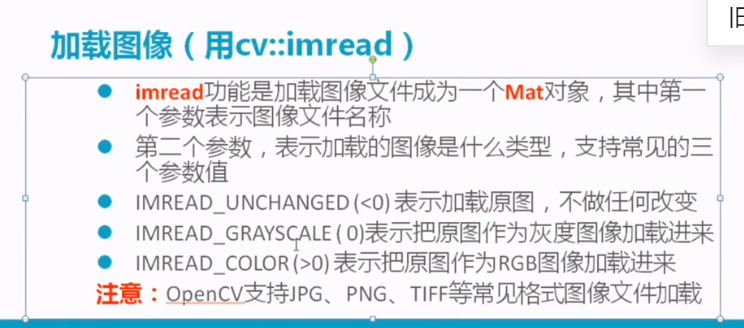 加载图像（用cv::imread）
imread功能是加载图像文件成为一个Mat对象，其中第一
个参数表示图像文件名称
第二个参数，表示加载的图像是什么类型，支持常见的三
个参数值
IMREAD_UNCHANGED (<0) 表示加载原图，不做任何改变
IMREAD_GRAYSCALE ( 0)表示把原图作为灰度图像加载进来
IMREAD_COLOR (>0) 表示把原图作为RGB图像加载进来
注意：OpenCV支持JPG、PNG、TIFF等常见格式图像文件加载